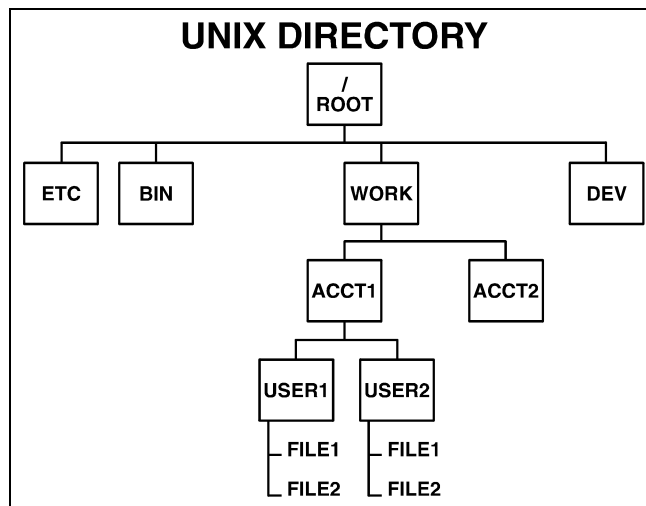 UNIX DIRECTORY
/
ROOT
ETC
BIN
WORK
DEV
ACCT1
ACCT2
USER1
USER2
FILE1
FILE1
FILE2
FILE2